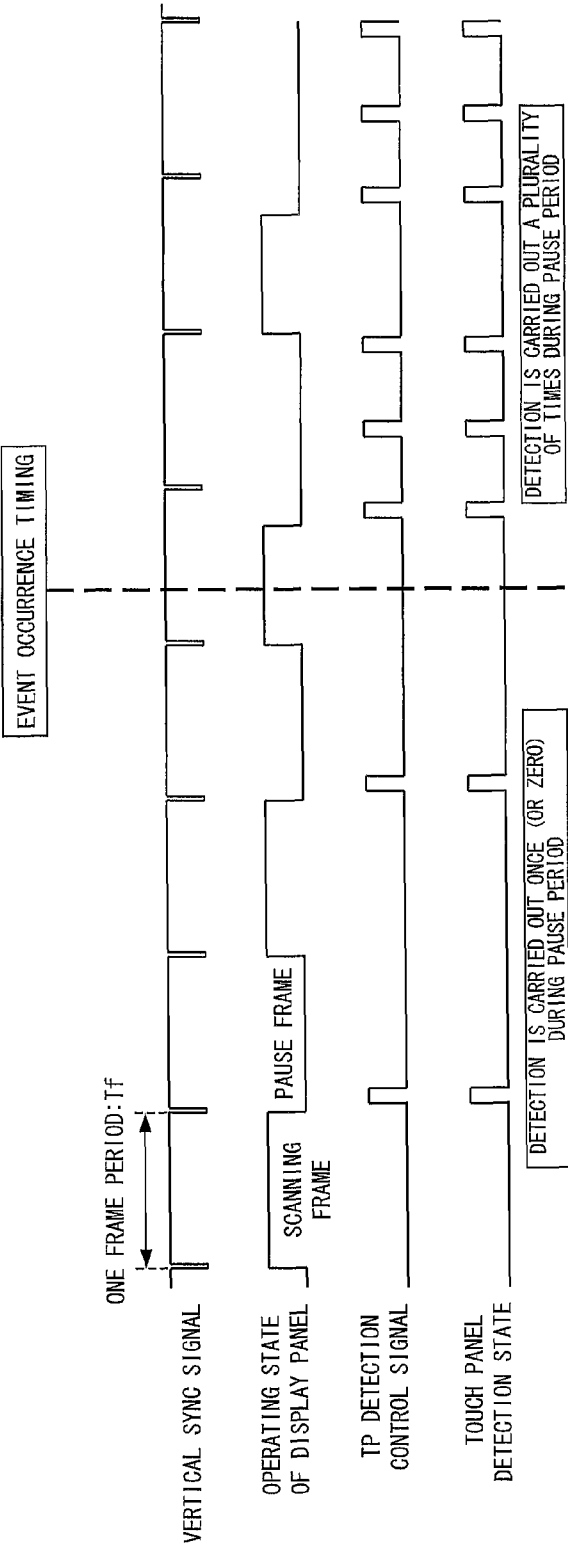 EVENT OCCURRENCE TIMING
ONE FRAME PERIOD:Tf
VERTICAL SYNC SIGNAL
OPERATING STATE
OF DISPLAY PANEL
SCANNING
FRAME
PAUSE FRAME
TP DETECTION
CONTROL SIGNAL
TOUCH PANEL
DETECTION STATE
DETECTION IS CARRIED OUT ONCE (OR ZERO)
DURING PAUSE PERIOD
DETECTION IS CARRIED OUT A PLURALITY
OF TIMES DURING PAUSE PERIOD